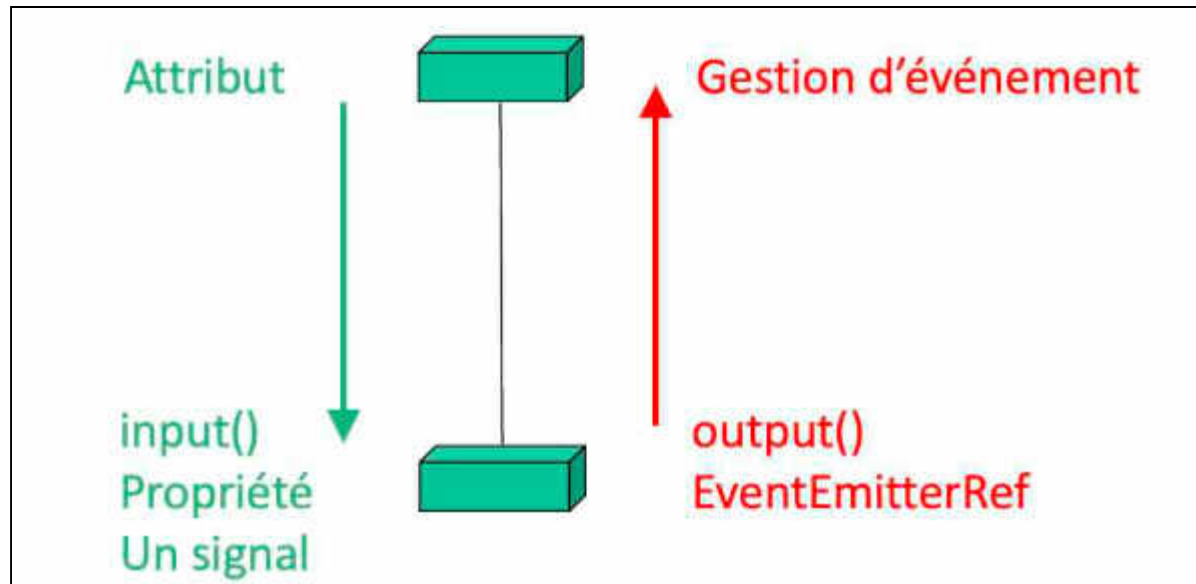 Attribut
Gestion d'événement
input()
Propriété
Un signal
output()
EventEmitterRef